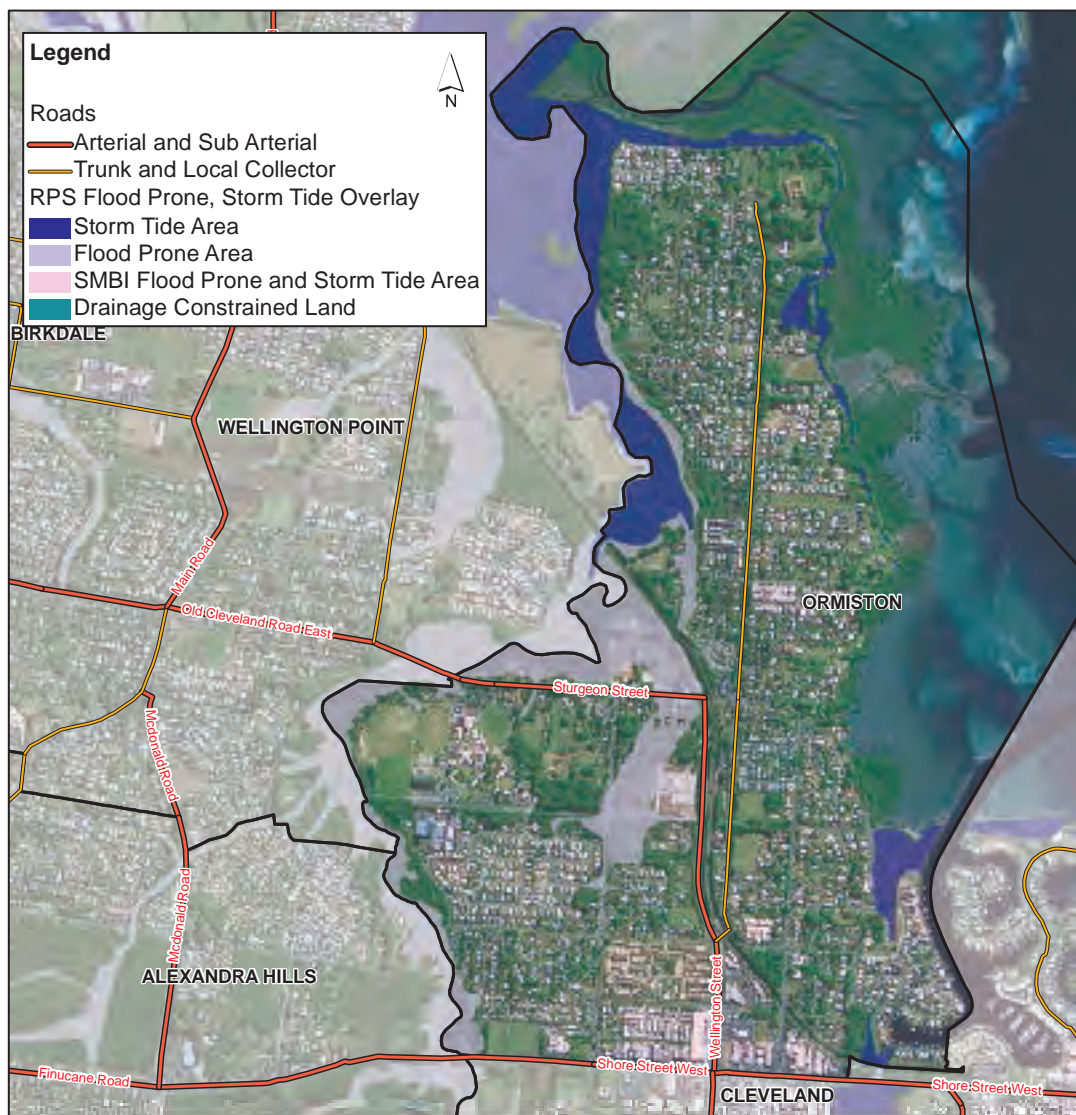 Legend
N
Roads
Arterial and Sub Arterial
Trunk and Local Collector
RPS Flood Prone, Storm Tide Overlay
Storm Tide Area
Flood Prone Area
SMBI Flood Prone and Storm Tide Area
Drainage Constrained Land
BIRKDALE
WELLINGTON POINT
Main Road
Old Cleveland Road East
ORMISTON
Sturgeon Street
Mcdonald Road
Mcdonald Road
ALEXANDRA HILLS
Wellington Street
Finucane Road
Shore Street West
Shore Street West
CLEVELAND